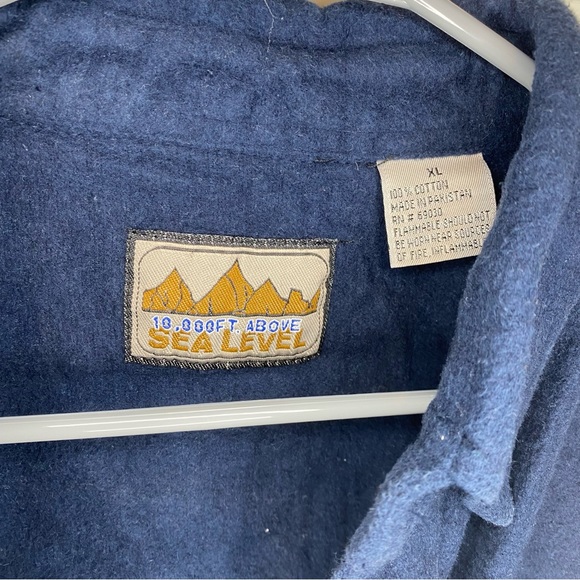 XL
100% COTTON
MADE IN PAKISTAN
RN # 69030
FLAMMABLE SHOULD NOT
BE WORN NEAR SOURCES
OF FIRE, INFLAMMABLE
10,000FT. ABOVE
SEA LEVEL